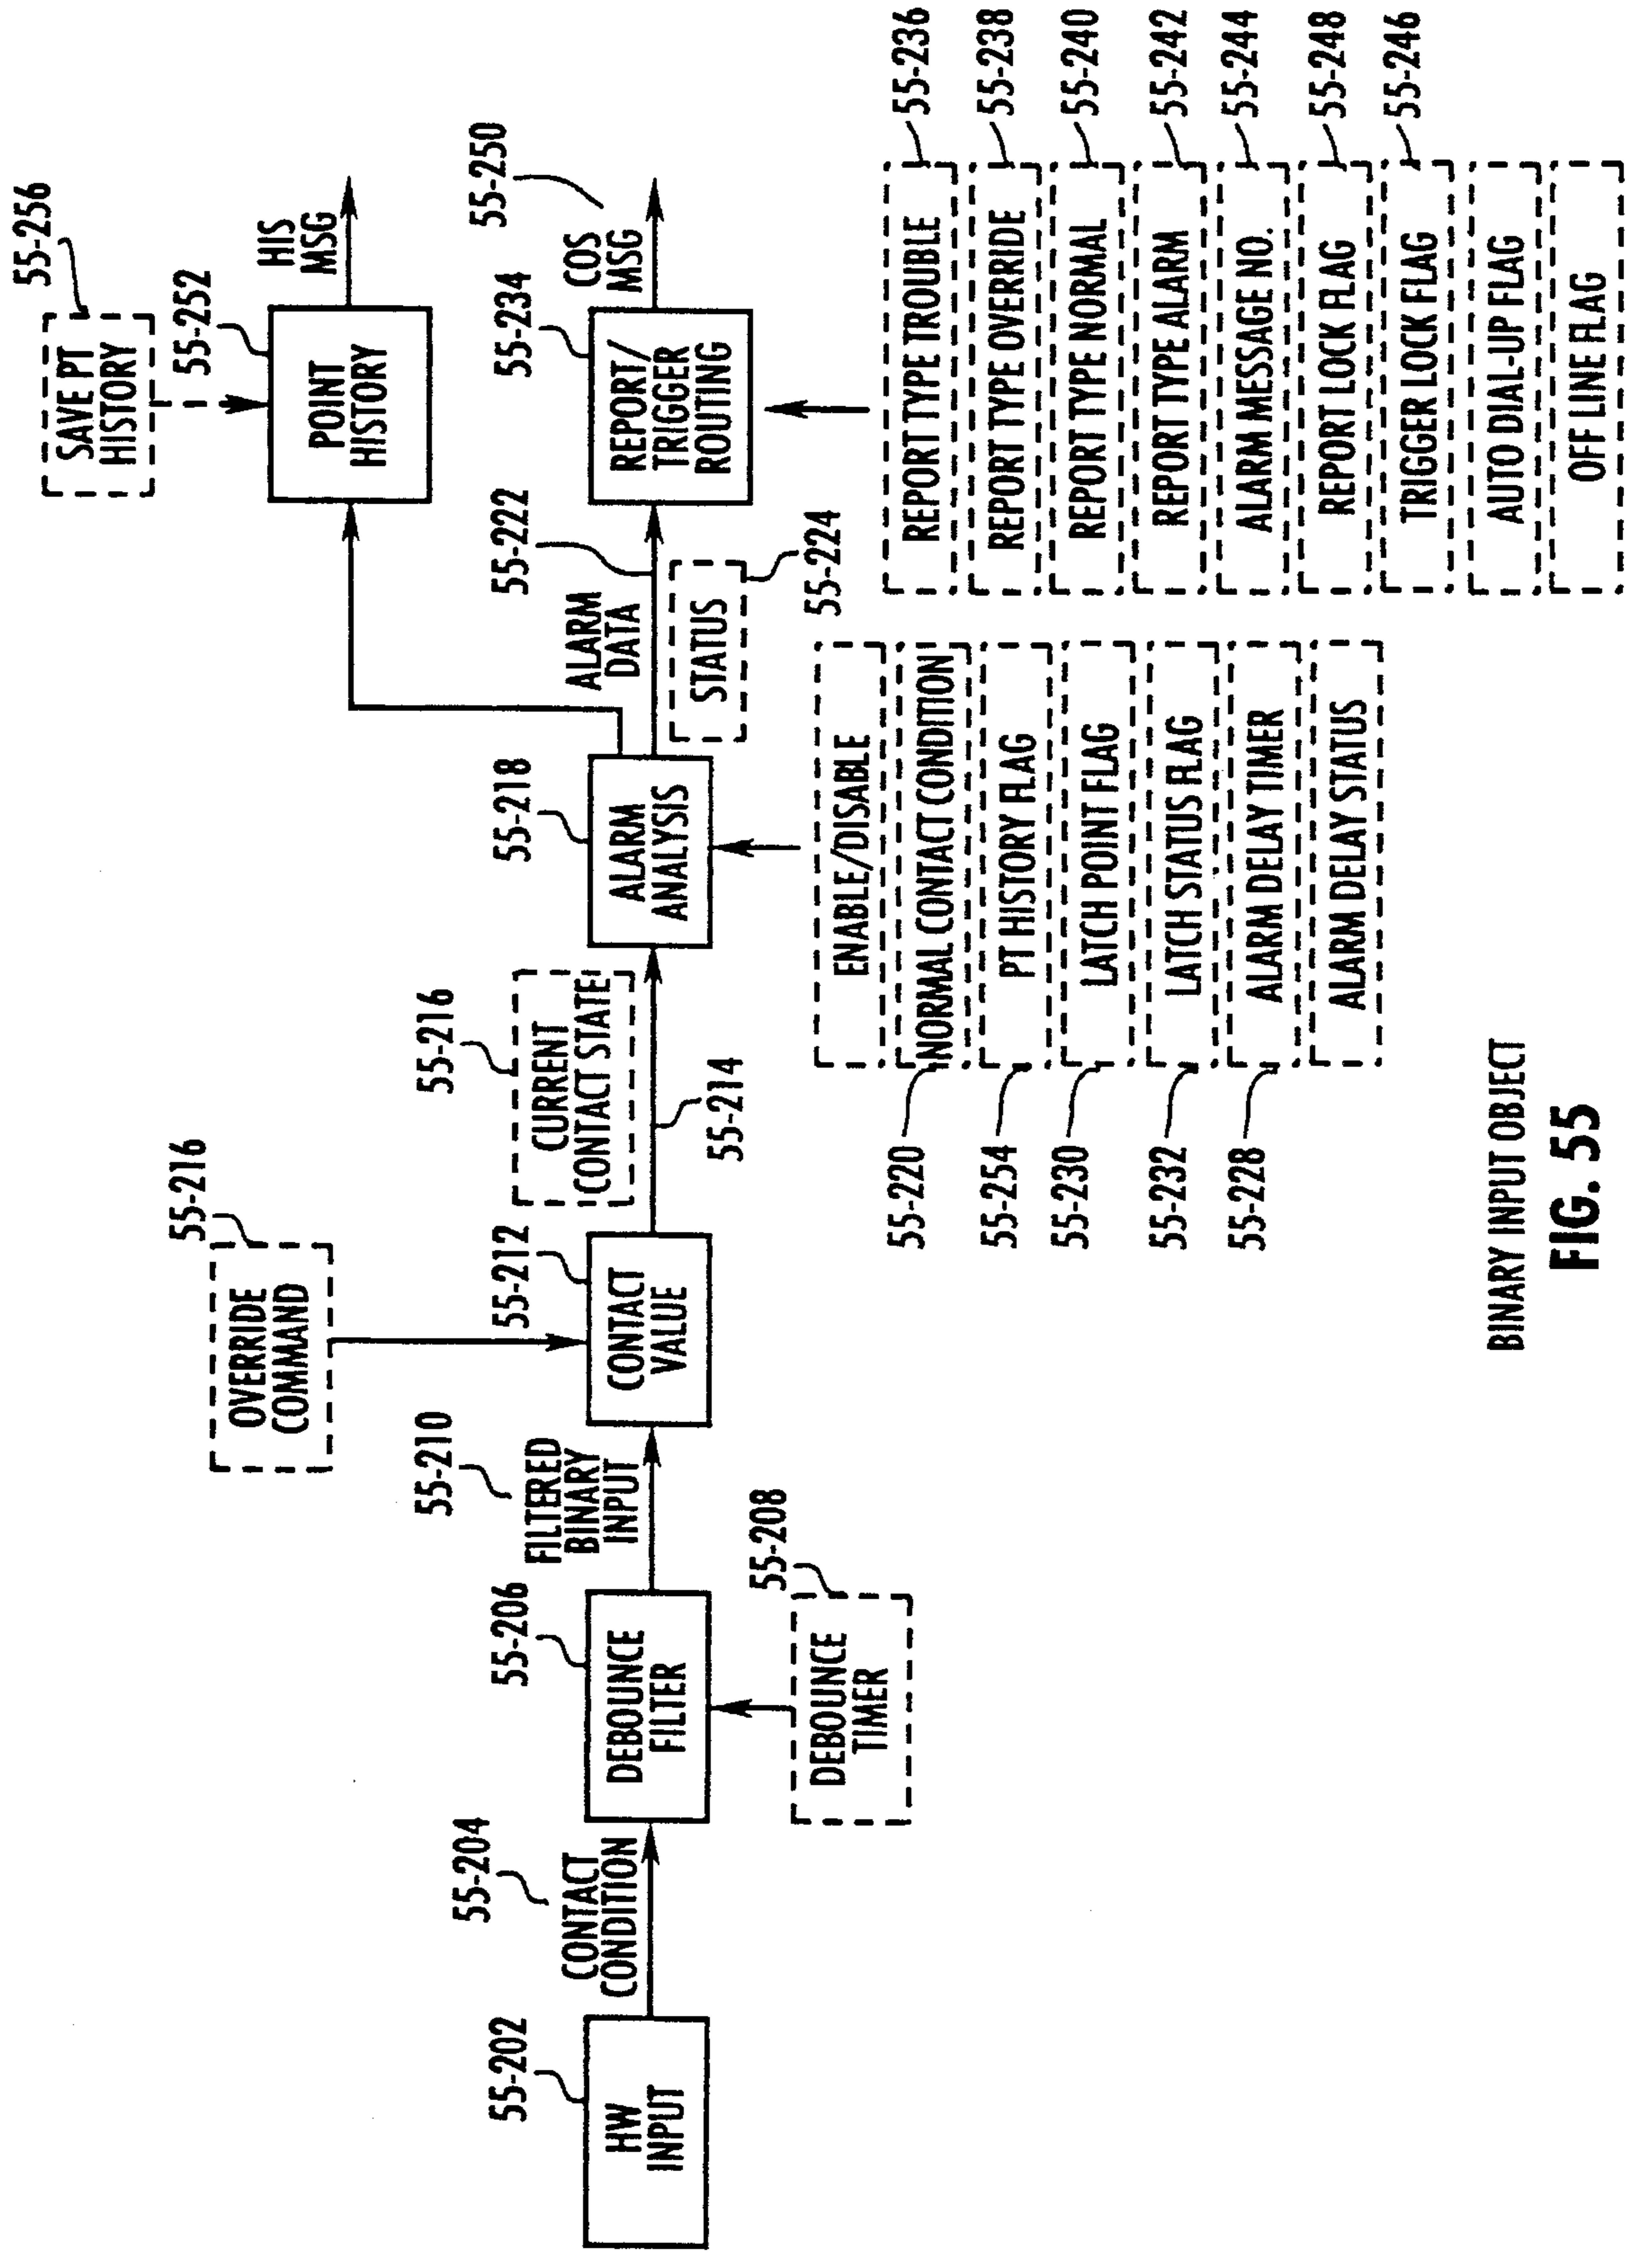 55-256
SAVE PT
HISTORY
55-252
POINT
HISTORY
HIS
MSG
55-216
OVERRIDE
COMMAND
55-202
HW
INPUT
55-204
CONTACT
CONDITION
55-206
DEBOUNCE
FILTER
55-208
DEBOUNCE
TIMER
55-210
FILTERED
BINARY
INPUT
55-212
CONTACT
VALUE
55-216
CURRENT
CONTACT STATE
55-214
55-218
ALARM
ANALYSIS
ALARM
DATA
55-222
STATUS
55-224
55-234
REPORT/
TRIGGER
ROUTING
COS
MSG
55-250
ENABLE/DISABLE
55-220
NORMAL CONTACT CONDITION
55-254
PT HISTORY FLAG
55-230
LATCH POINT FLAG
55-232
LATCH STATUS FLAG
55-228
ALARM DELAY TIMER
ALARM DELAY STATUS
REPORT TYPE TROUBLE
55-236
REPORT TYPE OVERRIDE
55-238
REPORT TYPE NORMAL
55-240
REPORT TYPE ALARM
55-242
ALARM MESSAGE NO.
55-244
REPORT LOCK FLAG
55-248
TRIGGER LOCK FLAG
55-246
AUTO DIAL-UP FLAG
OFF LINE FLAG
BINARY INPUT OBJECT
FIG. 55